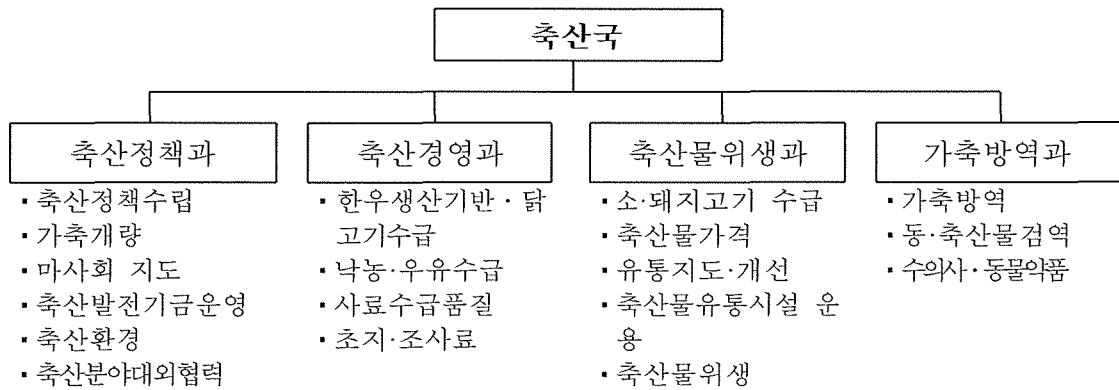 축산국
축산정책과
▪축산정책수립
▪가축개량
▪마사회 지도
▪축산발전기금운영
▪축산환경
▪축산분야대외협력
축산경영과
▪한우생산기반·닭
고기수급
▪낙농·우유수급
▪사료수급품질
▪초지·조사료
축산물위생과
▪소·돼지고기 수급
▪축산물가격
▪유통지도·개선
▪축산물유통시설 운
용
▪축산물위생
가축방역과
▪가축방역
▪동·축산물검역
▪수의사·동물약품